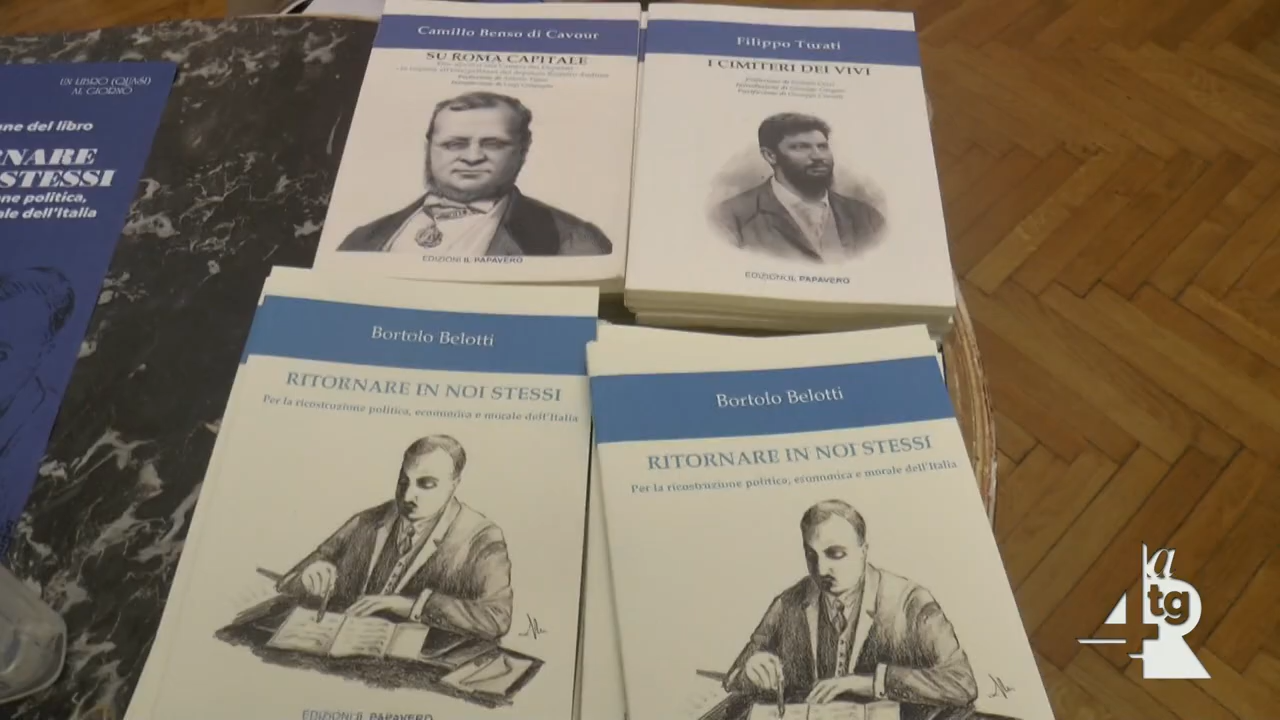 UN LIBRO (QUASI)
AL GIORNO
ne del libro
RNARE
STESSI
ne politica,
ale dell'Italia
Camillo Benso di Cavour
SU ROMA CAPITALE
EDIZIONI IL PAPAVERO
Filippo Turati
I CIMITERI DEI VIVI
EDIZIONI IL PAPAVERO
Bortolo Belotti
RITORNARE IN NOI STESSI
Per la ricostruzione politica, economica e morale dell'Italia
EDIZIONI IL PAPAVERO
Bortolo Belotti
RITORNARE IN NOI STESSI
Per la ricostruzione politica, economica e morale dell'Italia
la
tg
R4